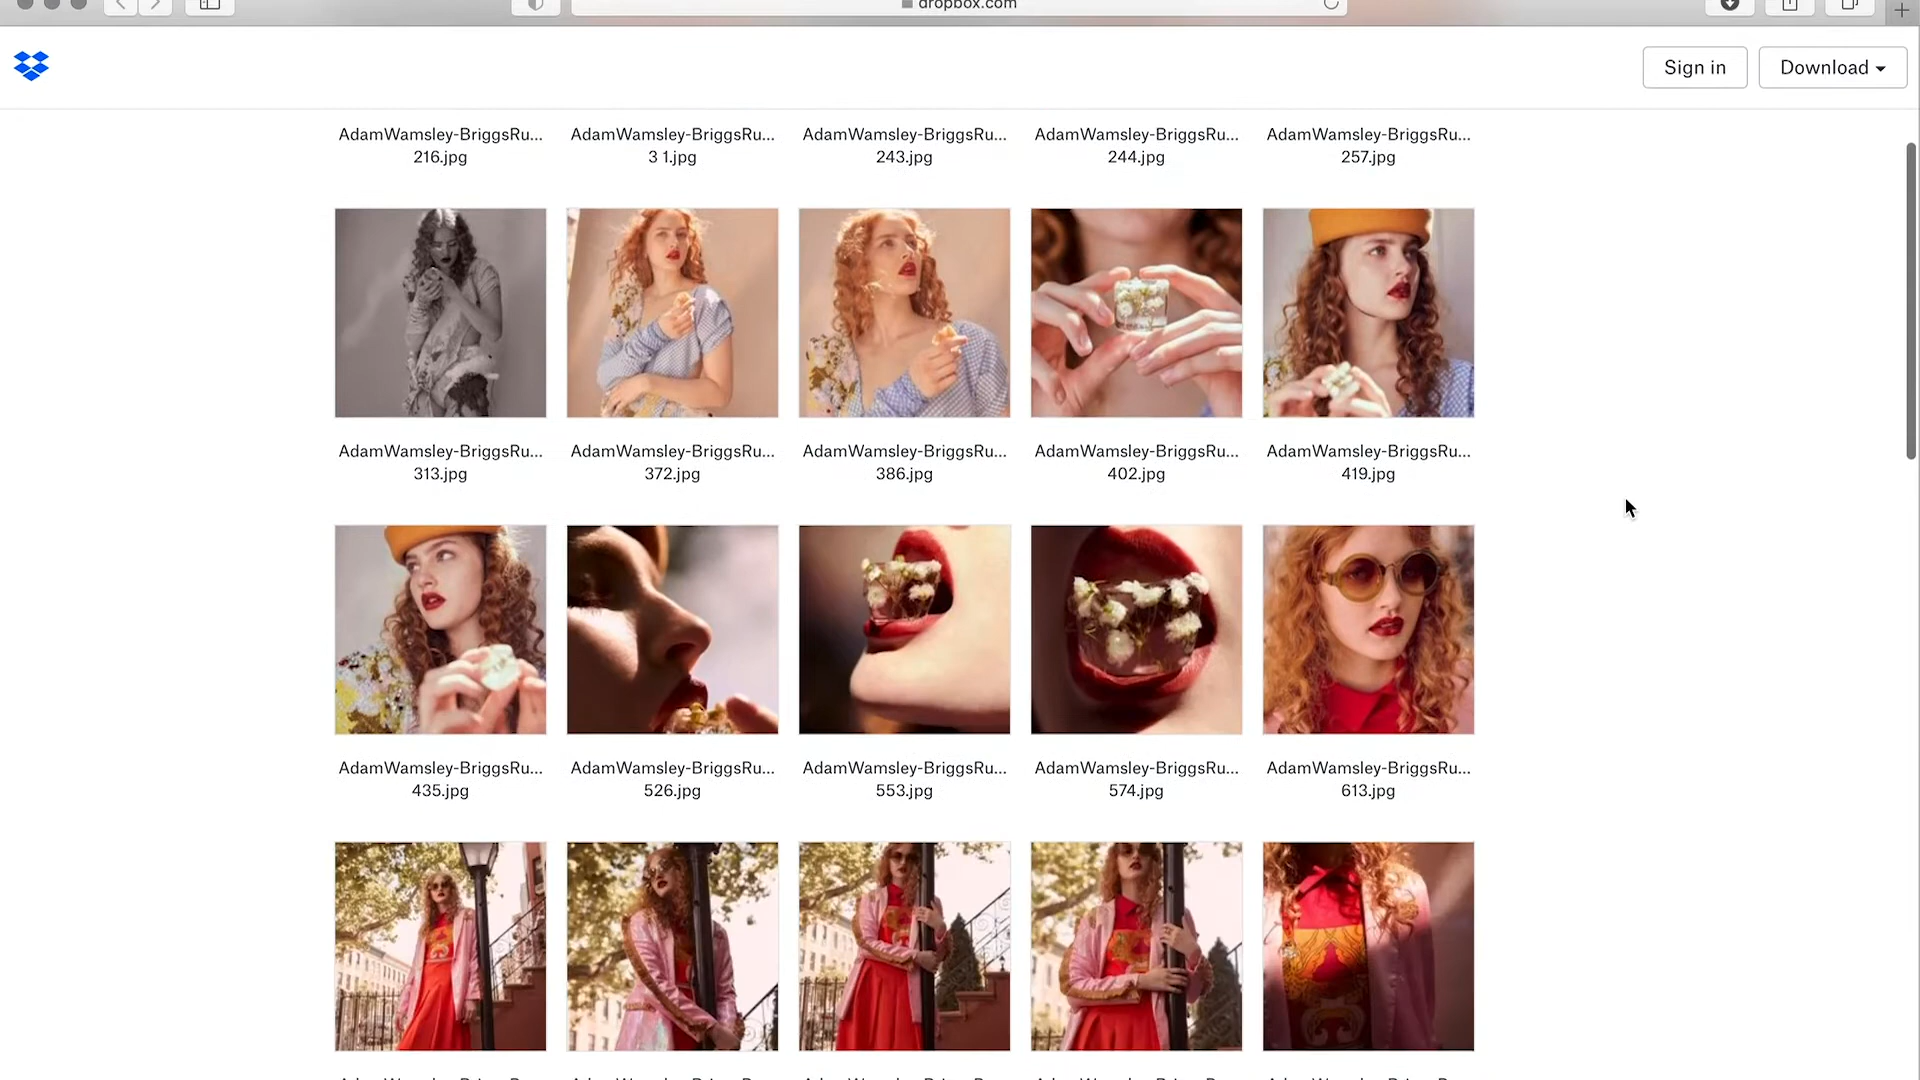 dropbox.com
Sign in
Download
AdamWamsley-BriggsRu...
216.jpg
AdamWamsley-BriggsRu...
3 1.jpg
AdamWamsley-BriggsRu...
243.jpg
AdamWamsley-BriggsRu...
244.jpg
AdamWamsley-BriggsRu...
257.jpg
AdamWamsley-BriggsRu...
313.jpg
AdamWamsley-BriggsRu...
372.jpg
AdamWamsley-BriggsRu...
386.jpg
AdamWamsley-BriggsRu...
402.jpg
AdamWamsley-BriggsRu...
419.jpg
AdamWamsley-BriggsRu...
435.jpg
AdamWamsley-BriggsRu...
526.jpg
AdamWamsley-BriggsRu...
553.jpg
AdamWamsley-BriggsRu...
574.jpg
AdamWamsley-BriggsRu...
613.jpg